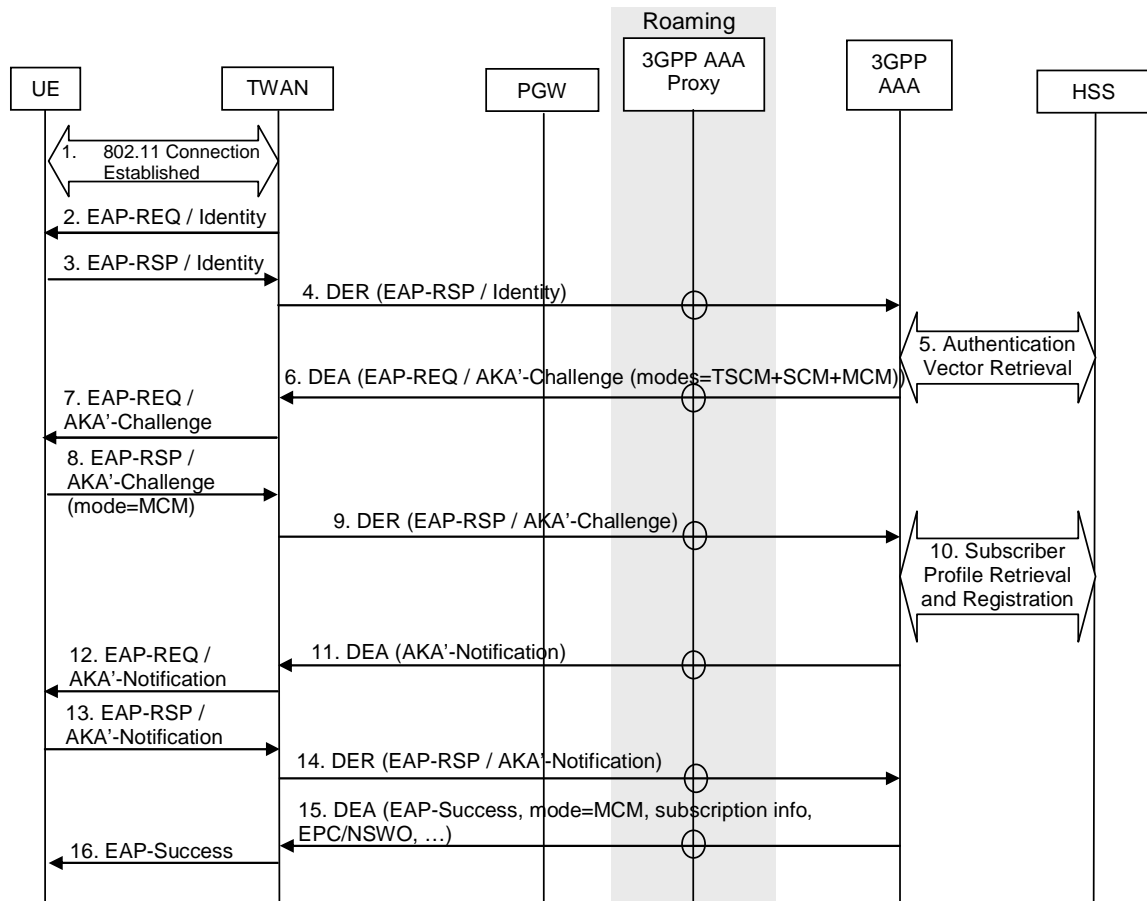 Roaming
UE
TWAN
PGW
3GPP AAA
Proxy
3GPP
AAA
HSS
1. 802.11 Connection
Established
2. EAP-REQ / Identity
3. EAP-RSP / Identity
4. DER (EAP-RSP / Identity)
5. Authentication
Vector Retrieval
6. DEA (EAP-REQ / AKA’-Challenge (modes=TSCM+SCM+MCM))
7. EAP-REQ /
AKA’-Challenge
8. EAP-RSP /
AKA’-Challenge
(mode=MCM)
9. DER (EAP-RSP / AKA’-Challenge)
10. Subscriber
Profile Retrieval
and Registration
11. DEA (AKA’-Notification)
12. EAP-REQ /
AKA’-Notification
13. EAP-RSP /
AKA’-Notification
14. DER (EAP-RSP / AKA’-Notification)
15. DEA (EAP-Success, mode=MCM, subscription info,
EPC/NSWO, …)
16. EAP-Success